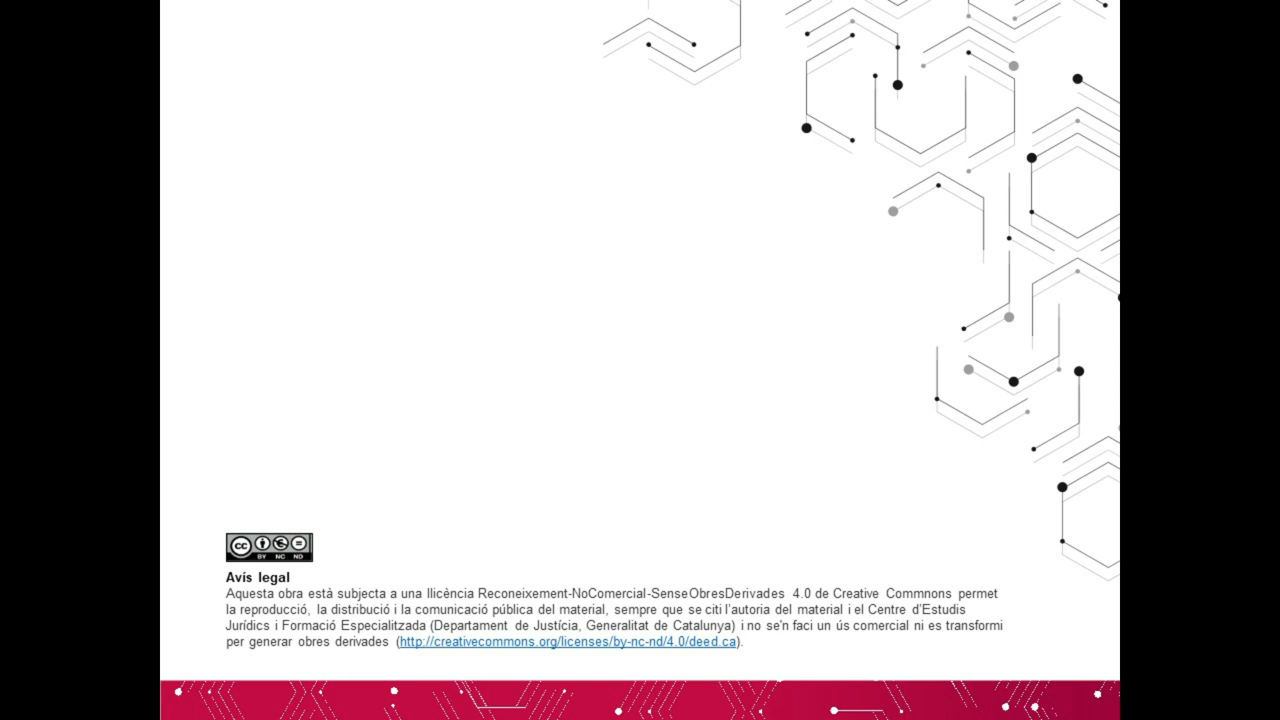 cc BY NC ND
Avís legal
Aquesta obra està subjecta a una llicència Reconeixement-NoComercial-SenseObresDerivades 4.0 de Creative Commnons permet
la reproducció, la distribució i la comunicació pública del material, sempre que se citi l'autoria del material i el Centre d'Estudis
Jurídics i Formació Especialitzada (Departament de Justícia, Generalitat de Catalunya) i no se'n faci un ús comercial ni es transformi
per generar obres derivades (http://creativecommons.org/licenses/by-nc-nd/4.0/deed.ca).